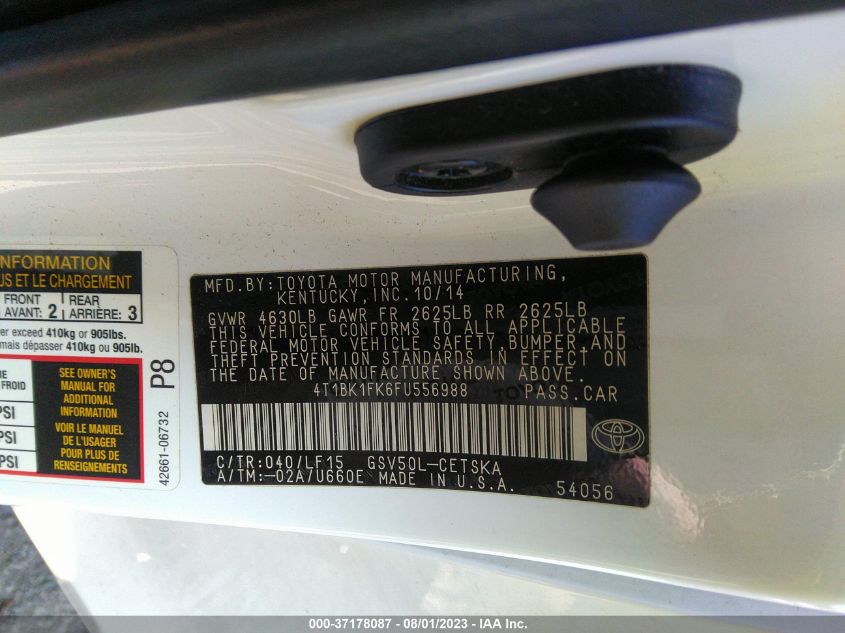 INFORMATION
US ET LE CHARGEMENT
FRONT
AVANT: 2
REAR
ARRIÈRE: 3
er exceed 410kg or 905lbs.
amais dépasser 410kg ou 905lb.
FROID
PSI
PSI
PSI
SEE OWNER'S
MANUAL FOR
ADDITIONAL
INFORMATION
VOIR LE MANUEL
DE L'USAGER
POUR PLUS DE
RENSEIGNEMENTS
P8
42661-06732
MFD.BY:TOYOTA MOTOR MANUFACTURING,
KENTUCKY,INC.10/14
GVWR 4630LB GAWR FR 2625LB RR 2625LB
THIS VEHICLE CONFORMS TO ALL APPLICABLE
FEDERAL MOTOR VEHICLE SAFETY,BUMPER,AND
THEFT PREVENTION STANDARDS IN EFFECT ON
THE DATE OF MANUFACTURE SHOWN ABOVE.
4T1BK1FK6FU556988 PASS.CAR
C/TR:040/LF15 GSV50L-CETSKA
A/TM:-02A/U660E MADE IN U.S.A.
54056
000-37178087 - 08/01/2023 - IAA Inc.